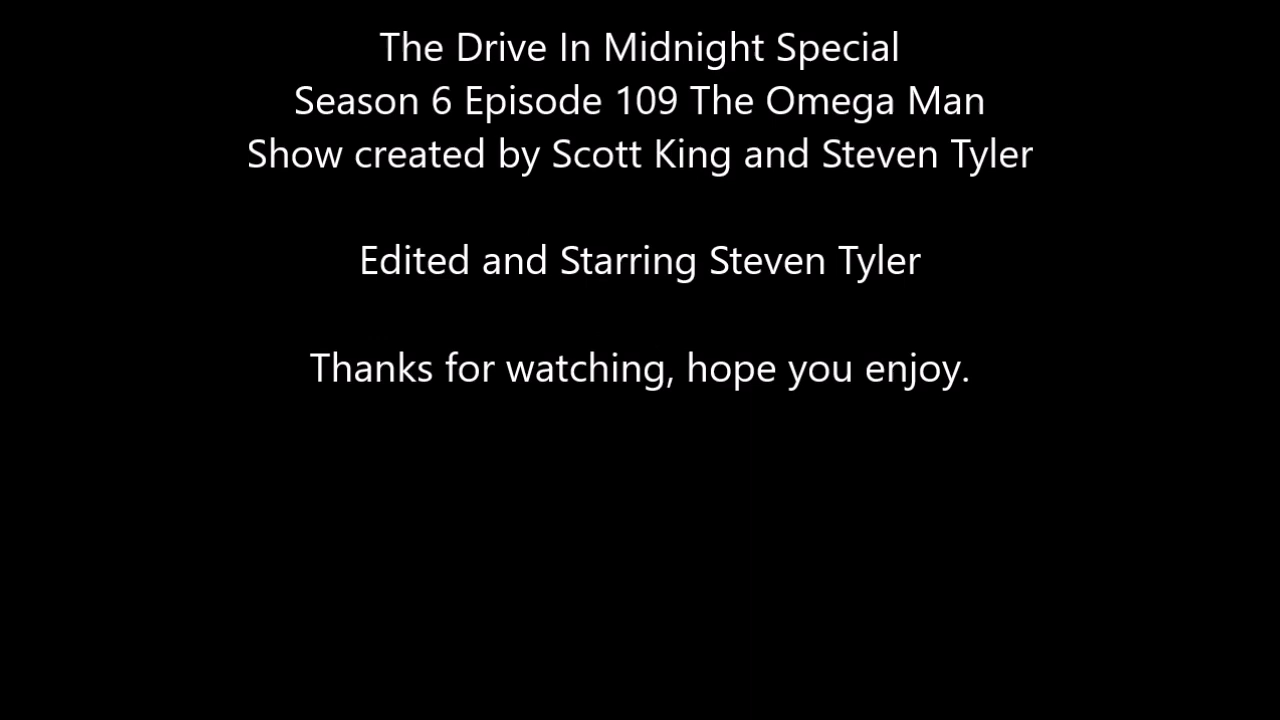 The Drive In Midnight Special
Season 6 Episode 109 The Omega Man
Show created by Scott King and Steven Tyler
Edited and Starring Steven Tyler
Thanks for watching, hope you enjoy.